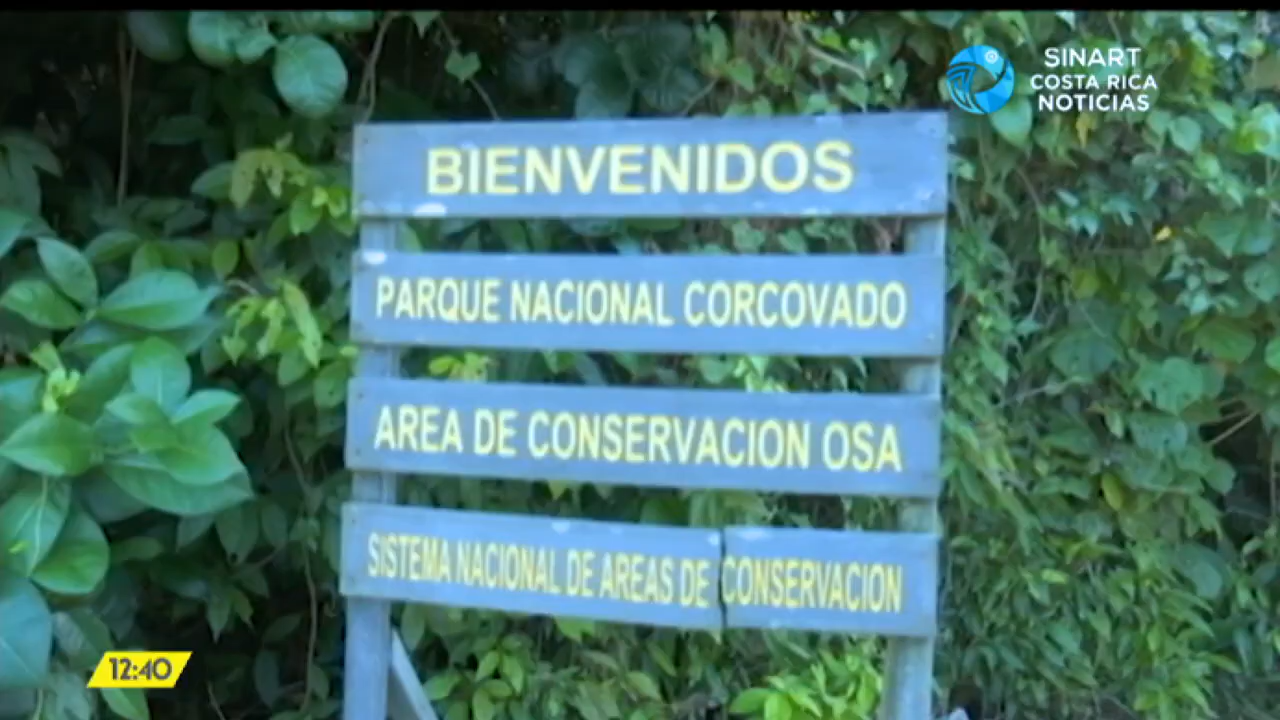 SINART
COSTA RICA
NOTICIAS
BIENVENIDOS
PARQUE NACIONAL CORCOVADO
AREA DE CONSERVACION OSA
SISTEMA NACIONAL DE AREAS DE CONSERVACION
12:40